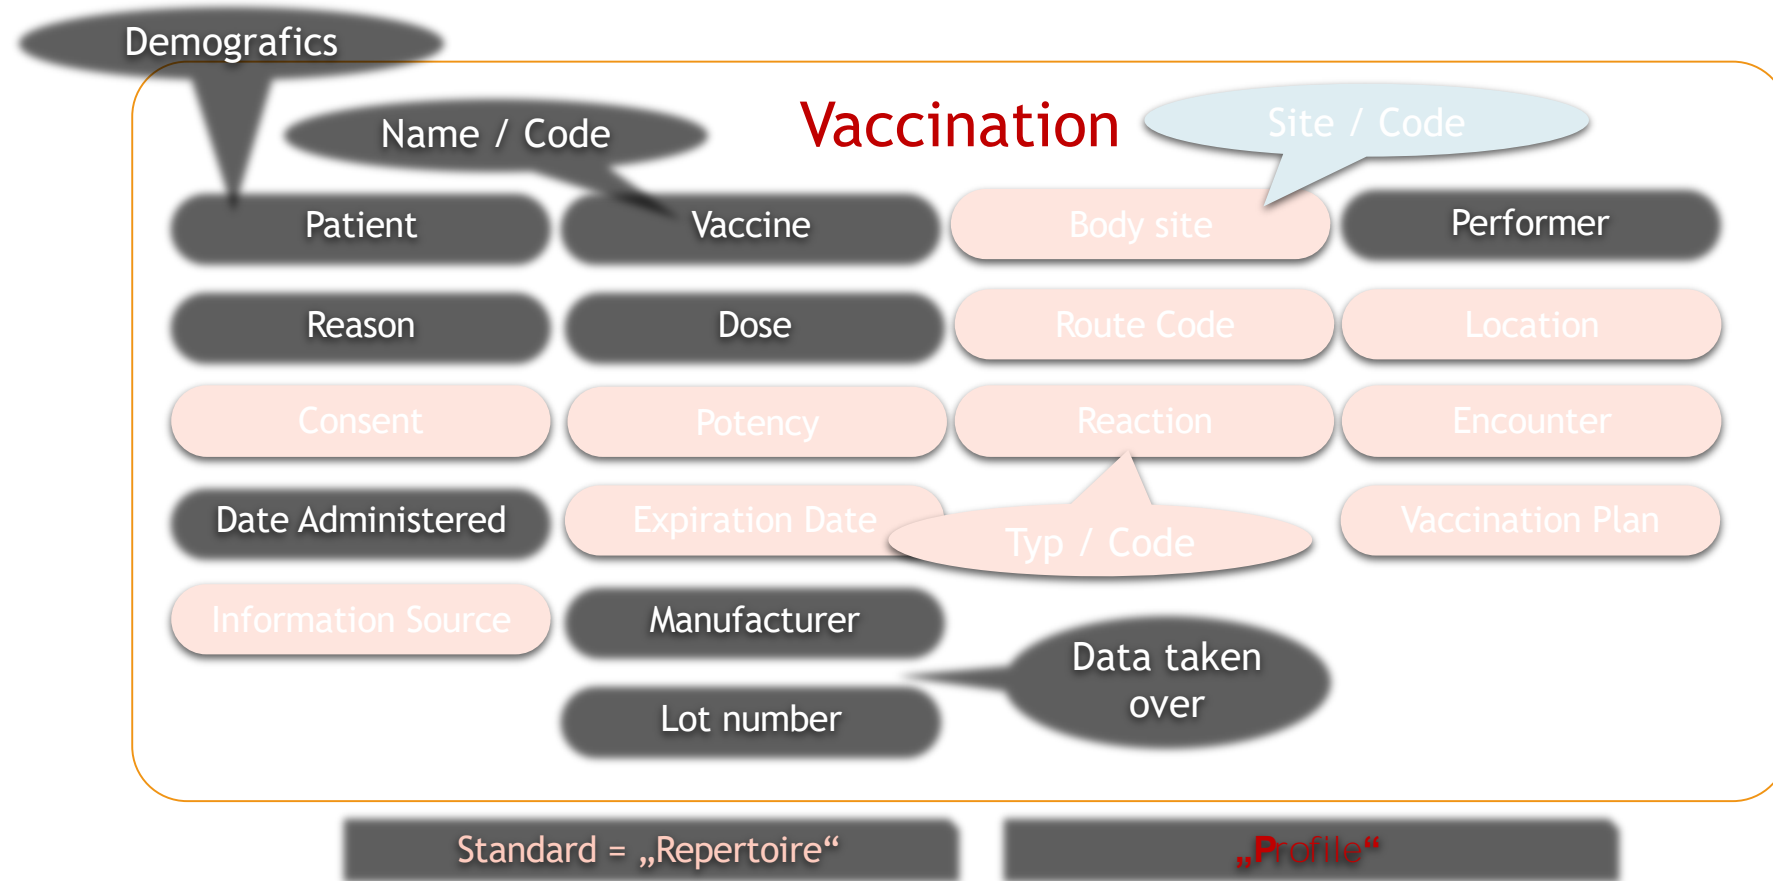 Demografics
Vaccination
Site / Code
Name / Code
Patient
Vaccine
Body site
Performer
Reason
Dose
Route Code
Location
Consent
Potency
Reaction
Encounter
Date Administered
Expiration Date
Typ / Code
Vaccination Plan
Information Source
Manufacturer
Data taken
over
Lot number
Standard = „Repertoire“
„Profile“